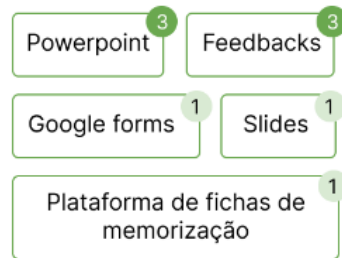 Powerpoint 3
Feedbacks 3
Google forms 1
Slides 1
Plataforma de fichas de 1
memorização